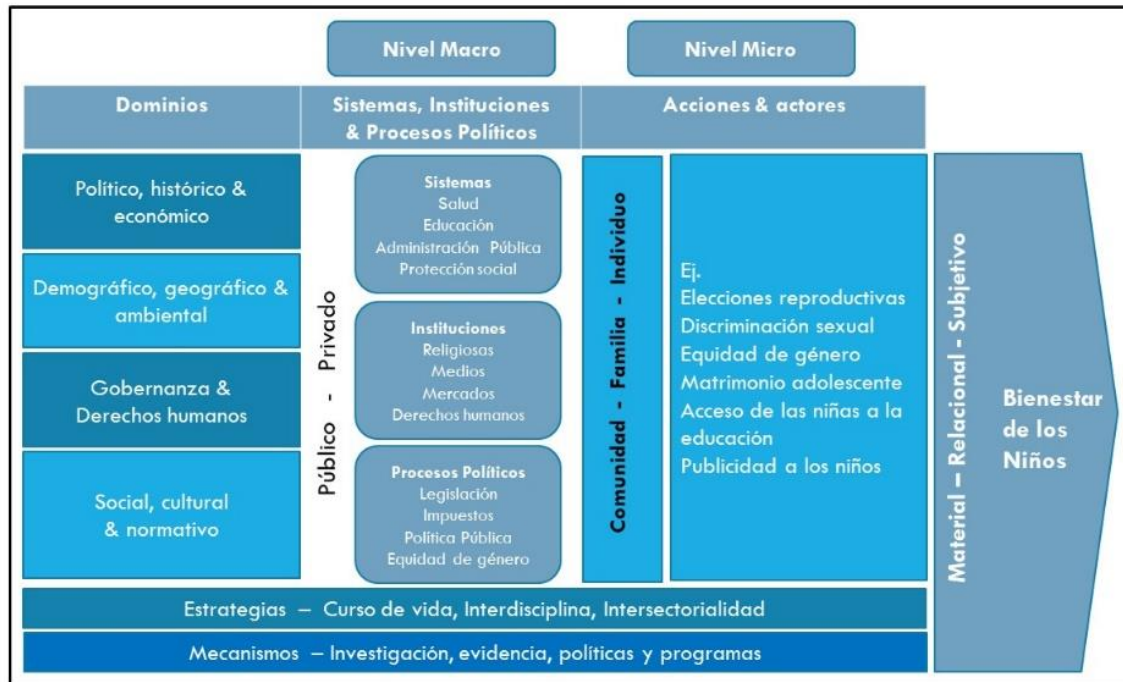 Nivel Macro
Nivel Micro
Dominios
Sistemas, Instituciones
& Procesos Políticos
Acciones & actores
Político, histórico &
económico
Demográfico, geográfico &
ambiental
Gobernanza &
Derechos humanos
Social, cultural
& normativo
Público - Privado
Sistemas
Salud
Educación
Administración Pública
Protección social
Instituciones
Religiosas
Medios
Mercados
Derechos humanos
Procesos Políticos
Legislación
Impuestos
Política Pública
Equidad de género
Comunidad - Familia - Individuo
Ej.
Elecciones reproductivas
Discriminación sexual
Equidad de género
Matrimonio adolescente
Acceso de las niñas a la
educación
Publicidad a los niños
Material – Relacional - Subjetivo
Bienestar
de los
Niños
Estrategias – Curso de vida, Interdisciplina, Intersectorialidad
Mecanismos – Investigación, evidencia, políticas y programas